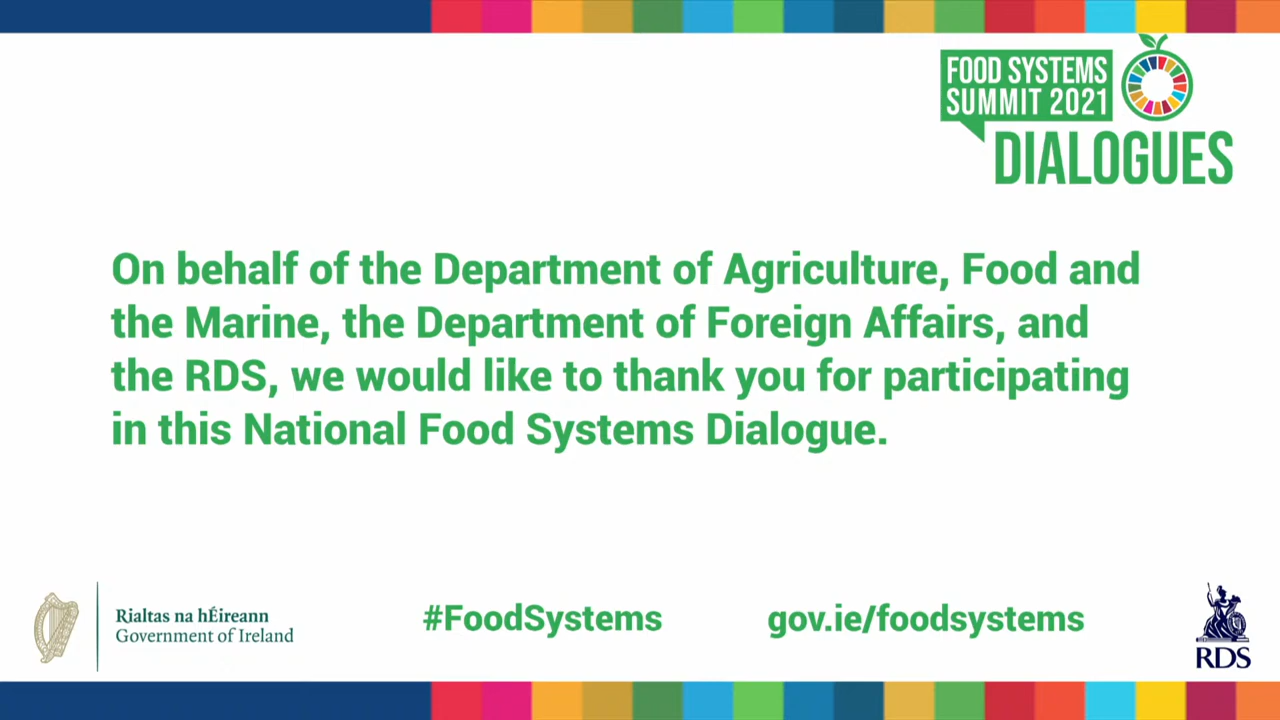 FOOD SYSTEMS
SUMMIT 2021
DIALOGUES
On behalf of the Department of Agriculture, Food and
the Marine, the Department of Foreign Affairs, and
the RDS, we would like to thank you for participating
in this National Food Systems Dialogue.
Rialtas na hÉireann
Government of Ireland
#FoodSystems
gov.ie/foodsystems
RDS